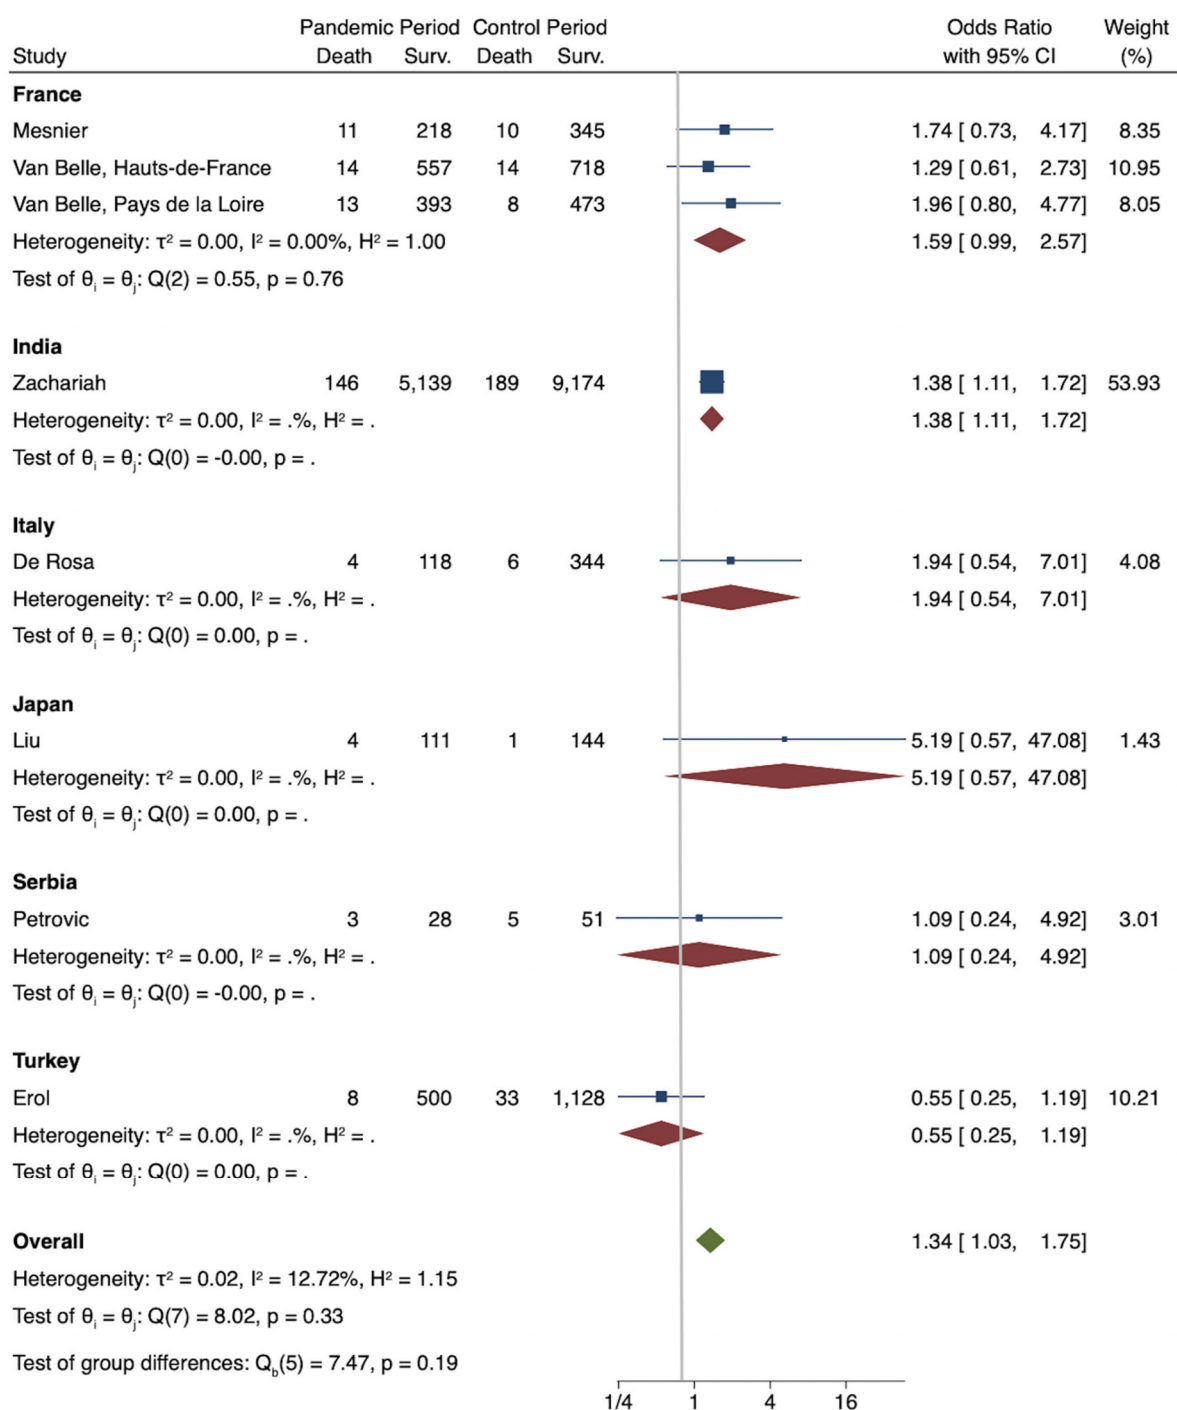 Pandemic Period Control Period Odds Ratio Weight
Study Death Surv. Death Surv. with 95% CI (%)
France
Mesnier 11 218 10 345 1.74 [ 0.73, 4.17] 8.35
Van Belle, Hauts-de-France 14 557 14 718 1.29 [ 0.61, 2.73] 10.95
Van Belle, Pays de la Loire 13 393 8 473 1.96 [ 0.80, 4.77] 8.05
Heterogeneity: τ² = 0.00, I² = 0.00%, H² = 1.00 1.59 [ 0.99, 2.57]
Test of θᵢ = θⱼ: Q(2) = 0.55, p = 0.76
India
Zachariah 146 5,139 189 9,174 1.38 [ 1.11, 1.72] 53.93
Heterogeneity: τ² = 0.00, I² = .%, H² = . 1.38 [ 1.11, 1.72]
Test of θᵢ = θⱼ: Q(0) = -0.00, p = .
Italy
De Rosa 4 118 6 344 1.94 [ 0.54, 7.01] 4.08
Heterogeneity: τ² = 0.00, I² = .%, H² = . 1.94 [ 0.54, 7.01]
Test of θᵢ = θⱼ: Q(0) = 0.00, p = .
Japan
Liu 4 111 1 144 5.19 [ 0.57, 47.08] 1.43
Heterogeneity: τ² = 0.00, I² = .%, H² = . 5.19 [ 0.57, 47.08]
Test of θᵢ = θⱼ: Q(0) = 0.00, p = .
Serbia
Petrovic 3 28 5 51 1.09 [ 0.24, 4.92] 3.01
Heterogeneity: τ² = 0.00, I² = .%, H² = . 1.09 [ 0.24, 4.92]
Test of θᵢ = θⱼ: Q(0) = -0.00, p = .
Turkey
Erol 8 500 33 1,128 0.55 [ 0.25, 1.19] 10.21
Heterogeneity: τ² = 0.00, I² = .%, H² = . 0.55 [ 0.25, 1.19]
Test of θᵢ = θⱼ: Q(0) = 0.00, p = .
Overall 1.34 [ 1.03, 1.75]
Heterogeneity: τ² = 0.02, I² = 12.72%, H² = 1.15
Test of θᵢ = θⱼ: Q(7) = 8.02, p = 0.33
Test of group differences: Q_b(5) = 7.47, p = 0.19
1/4 1 4 16